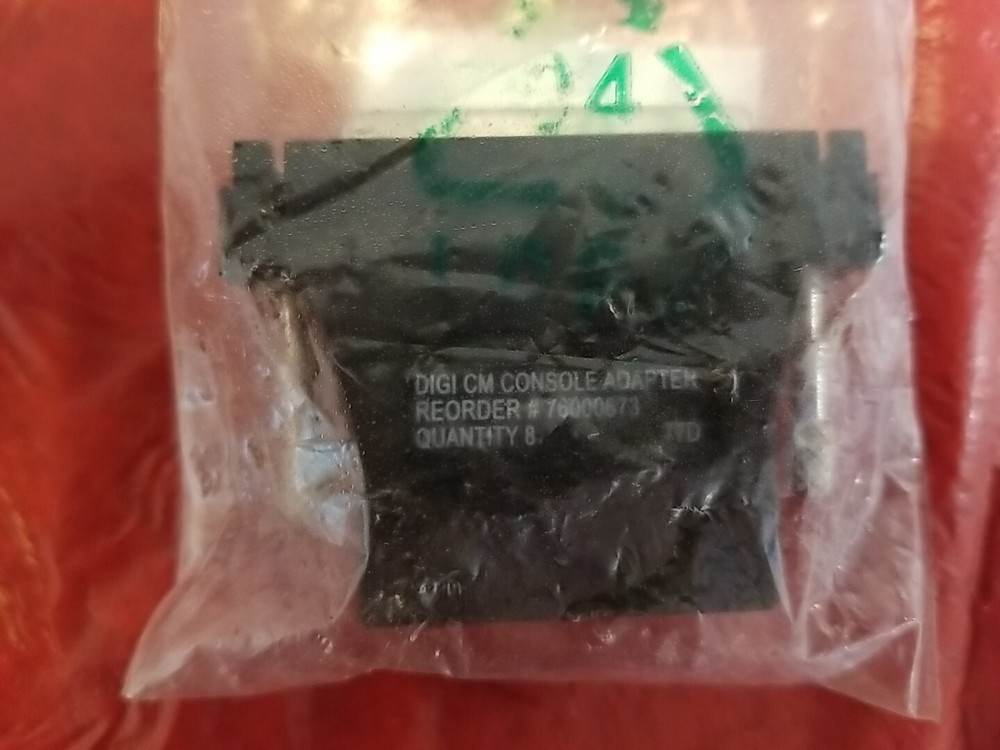 4
DIGI CM CONSOLE ADAPTER
REORDER # 76000673
QUANTITY 8.